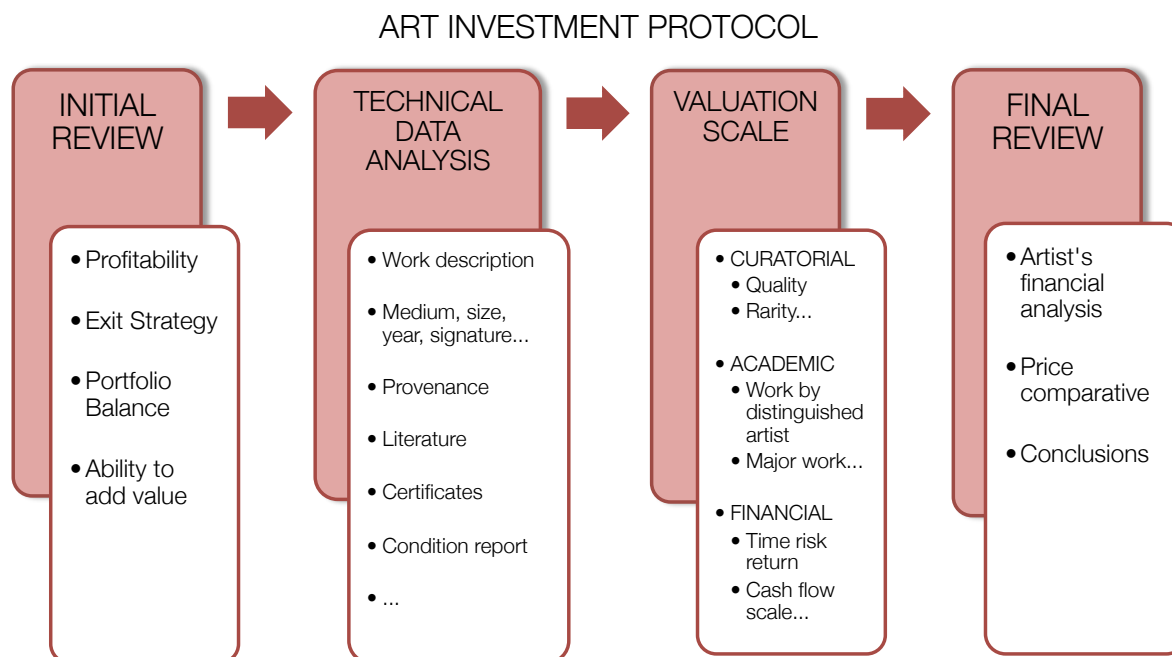 ART INVESTMENT PROTOCOL
INITIAL
REVIEW
• Profitability
• Exit Strategy
• Portfolio
Balance
• Ability to
add value
TECHNICAL
DATA
ANALYSIS
• Work description
• Medium, size,
year, signature...
• Provenance
• Literature
• Certificates
• Condition report
• ...
VALUATION
SCALE
• CURATORIAL
• Quality
• Rarity...
• ACADEMIC
• Work by
distinguished
artist
• Major work...
• FINANCIAL
• Time risk
return
• Cash flow
scale...
FINAL
REVIEW
• Artist's
financial
analysis
• Price
comparative
• Conclusions